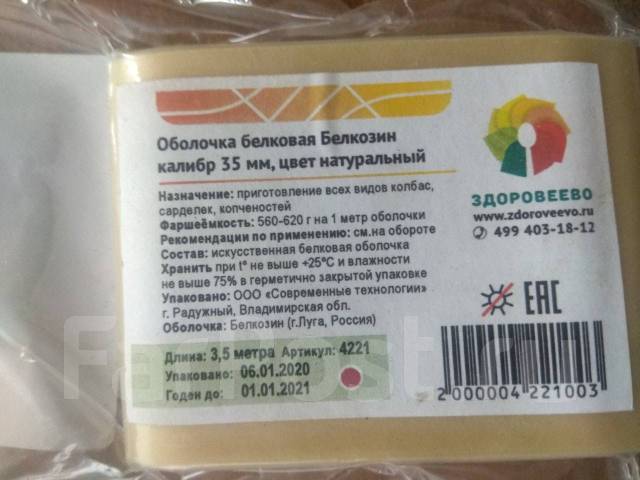 Оболочка белковая Белкозин
калибр 35 мм, цвет натуральный
Назначение: приготовление всех видов колбас,
сарделек, копченостей
Фаршеёмкость: 560-620 г на 1 метр оболочки
Рекомендации по применению: см.на обороте
Состав: искусственная белковая оболочка
Хранить при t° не выше +25°С и влажности
не выше 75% в герметично закрытой упаковке
Упаковано: ООО «Современные технологии»
г. Радужный, Владимирская обл.
Оболочка: Белкозин (г.Луга, Россия)
Длина: 3,5 метра Артикул: 4221
Упаковано: 06.01.2020
Годен до: 01.01.2021
ЗДОРОВЕЕВО
www.zdoroveevo.ru
499 403-18-12
EAC
2 000004 221003
FarPost.ru